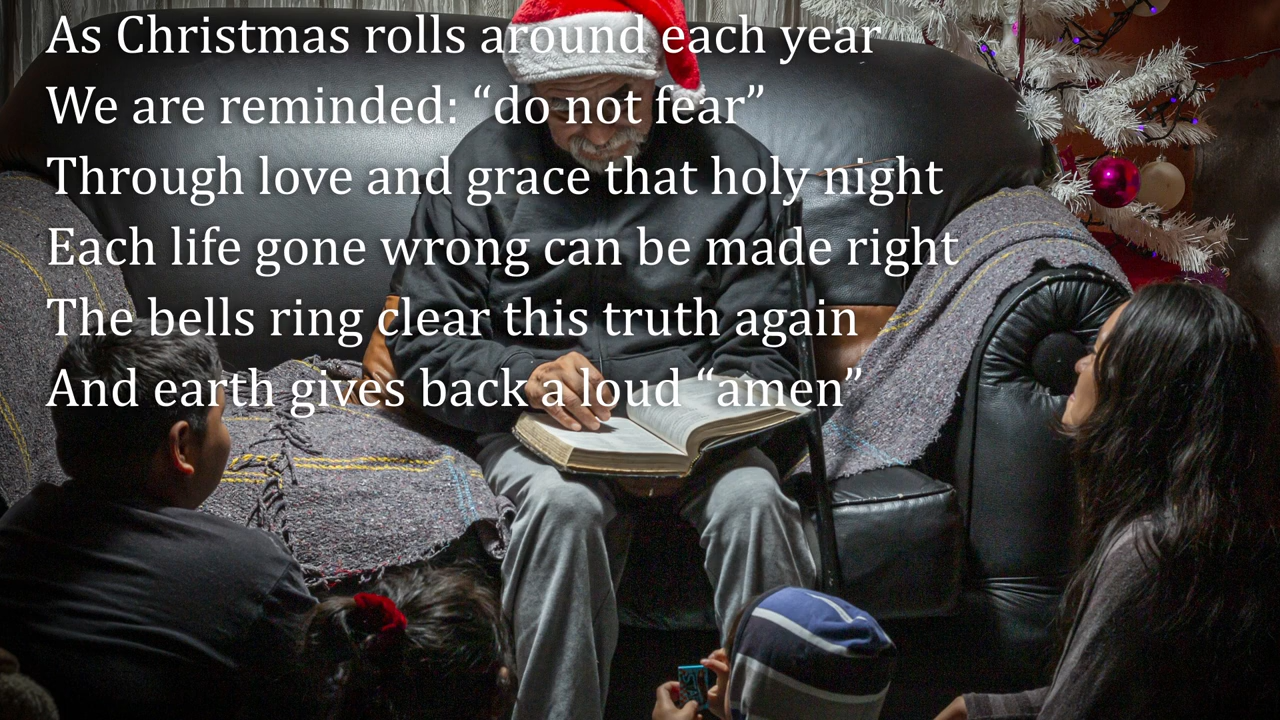 As Christmas rolls around each year
We are reminded: “do not fear”
Through love and grace that holy night
Each life gone wrong can be made right
The bells ring clear this truth again
And earth gives back a loud “amen”